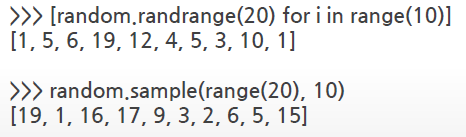 >>> [random.randrange(20) for i in range(10)]
[1, 5, 6, 19, 12, 4, 5, 3, 10, 1]
>>> random.sample(range(20), 10)
[19, 1, 16, 17, 9, 3, 2, 6, 5, 15]